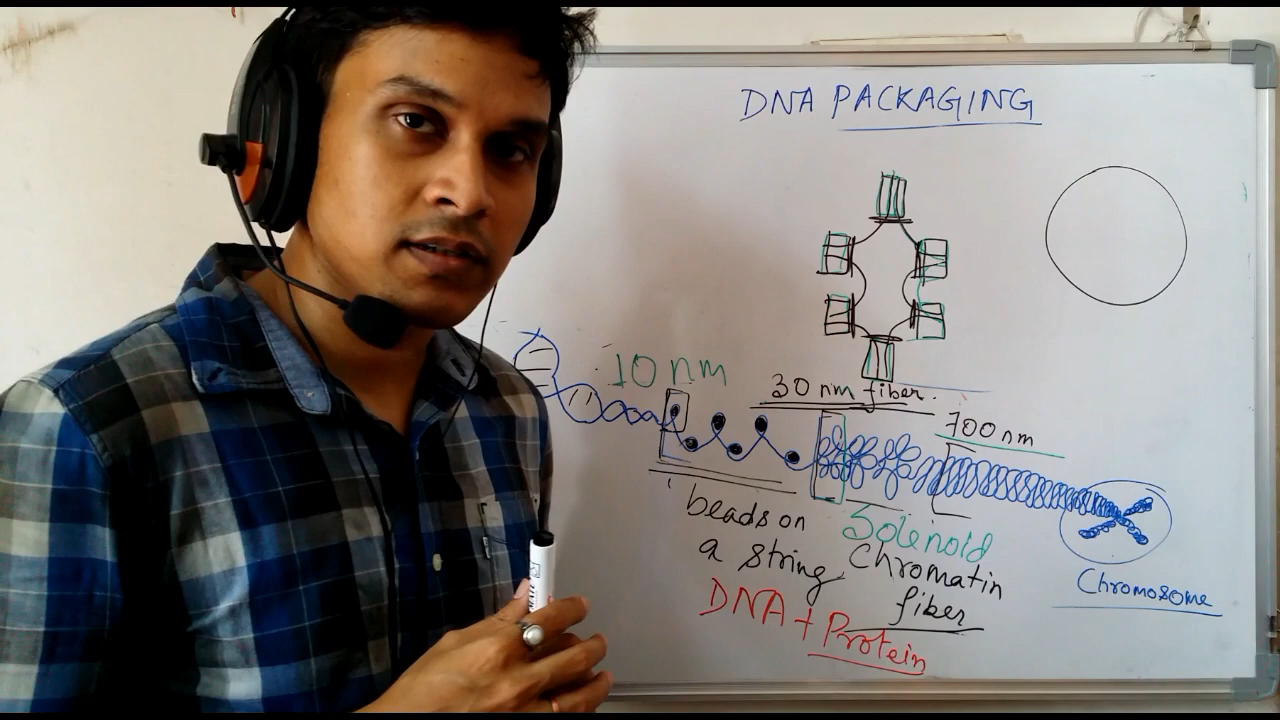 DNA PACKAGING
10 nm
30 nm fiber.
700 nm
beads on
a string
Solenoid
Chromatin
fiber
Chromosome
DNA + Protein